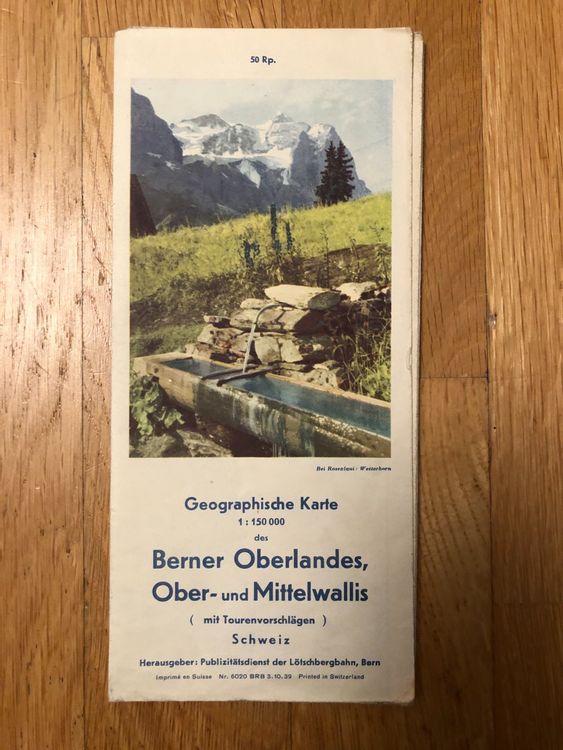 50 Rp.
Bei Rosenlaui - Wetterhorn
Geographische Karte
1 : 150 000
des
Berner Oberlandes,
Ober- und Mittelwallis
( mit Tourenvorschlägen )
Schweiz
Herausgeber: Publizitätsdienst der Lötschbergbahn, Bern
Imprimé en Suisse Nr. 6020 BRB 3.10.39 Printed in Switzerland